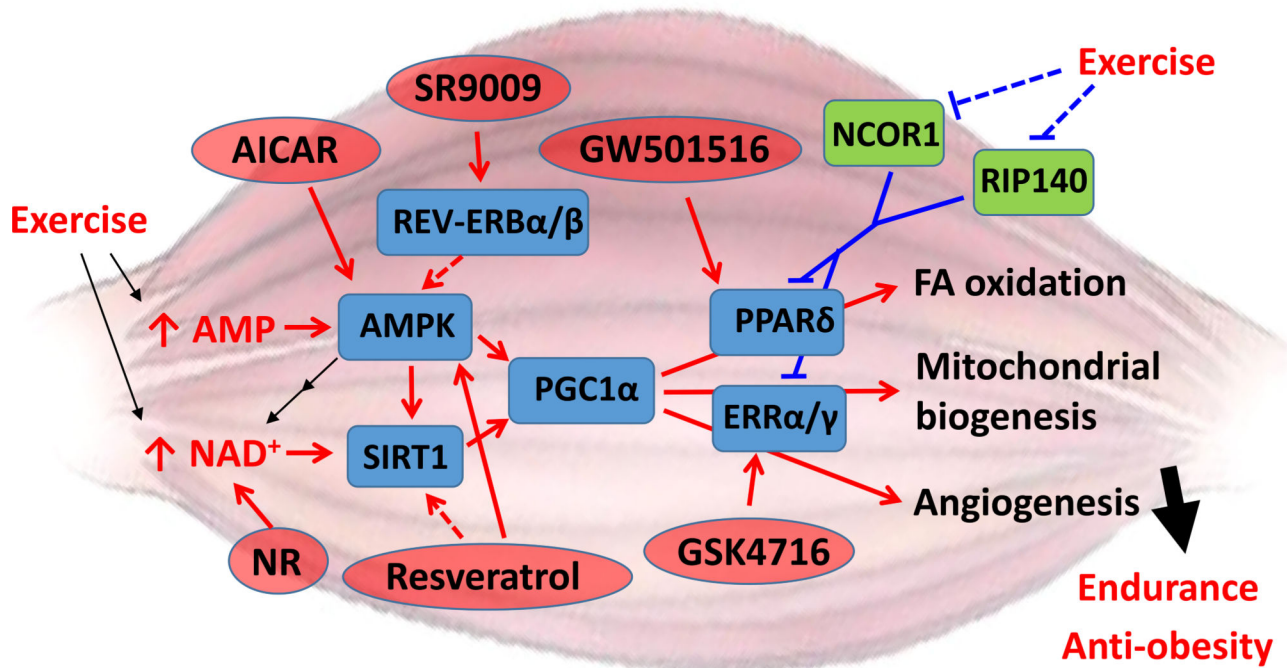 SR9009
Exercise
AICAR
GW501516
NCOR1
RIP140
Exercise
REV-ERBα/β
FA oxidation
↑ AMP
AMPK
PPARδ
Mitochondrial
biogenesis
PGC1α
ERRα/γ
↑ NAD⁺
SIRT1
Angiogenesis
NR
Resveratrol
GSK4716
Endurance
Anti-obesity